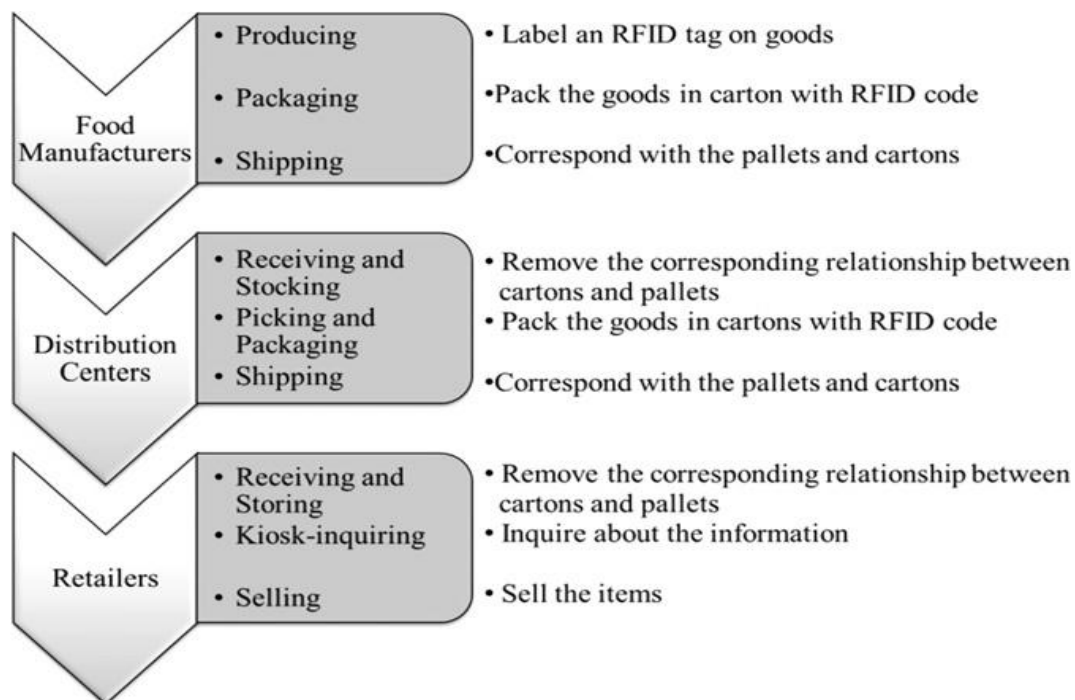 Food
Manufacturers
• Producing
• Packaging
• Shipping
• Label an RFID tag on goods
•Pack the goods in carton with RFID code
•Correspond with the pallets and cartons
Distribution
Centers
• Receiving and
Stocking
• Picking and
Packaging
• Shipping
• Remove the corresponding relationship between
cartons and pallets
• Pack the goods in cartons with RFID code
•Correspond with the pallets and cartons
Retailers
• Receiving and
Storing
• Kiosk-inquiring
• Selling
• Remove the corresponding relationship between
cartons and pallets
• Inquire about the information
• Sell the items